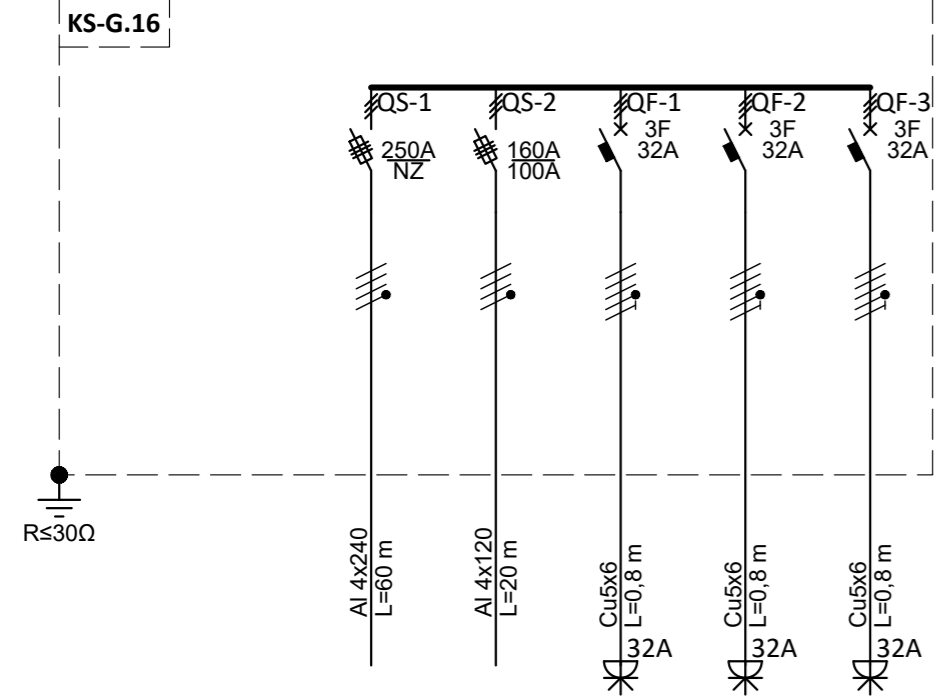 KS-G.16
QS-1
250A
NZ
QS-2
160A
100A
QF-1
3F
32A
QF-2
3F
32A
QF-3
3F
32A
R≤30Ω
Al 4x240
L=60 m
Al 4x120
L=20 m
Cu5x6
L=0,8 m
32A
Cu5x6
L=0,8 m
32A
Cu5x6
L=0,8 m
32A